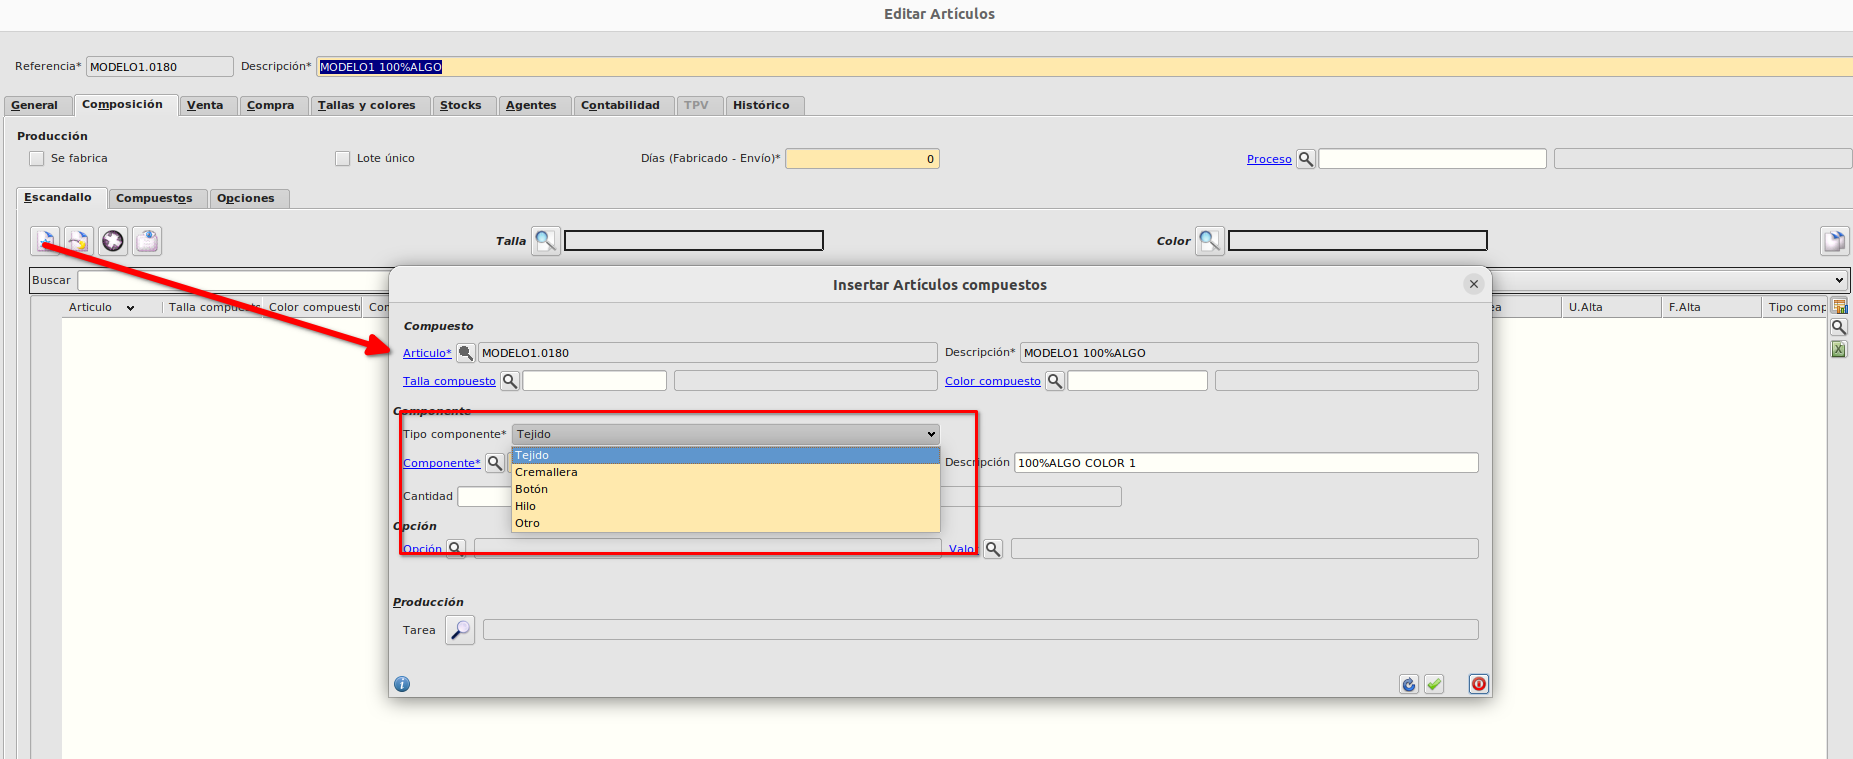 Editar Artículos
Referencia* MODELO1.0180 Descripción* MODELO1 100%ALGO
General Composición Venta Compra Tallas y colores Stocks Agentes Contabilidad TPV Histórico
Producción
Se fabrica Lote único Días (Fabricado - Envío)* 0 Proceso
Escandallo Compuestos Opciones
Talla Color
Buscar
Articulo Talla compuesto Color compuesto U.Alta F.Alta Tipo comp
Insertar Artículos compuestos
Compuesto
Articulo* MODELO1.0180 Descripción* MODELO1 100%ALGO
Talla compuesto Color compuesto
Componente
Tipo componente* Tejido
Tejido
Componente* Descripción 100%ALGO COLOR 1
Cremallera
Botón
Cantidad
Hilo
Otro
Opción
Opción Valo
Producción
Tarea